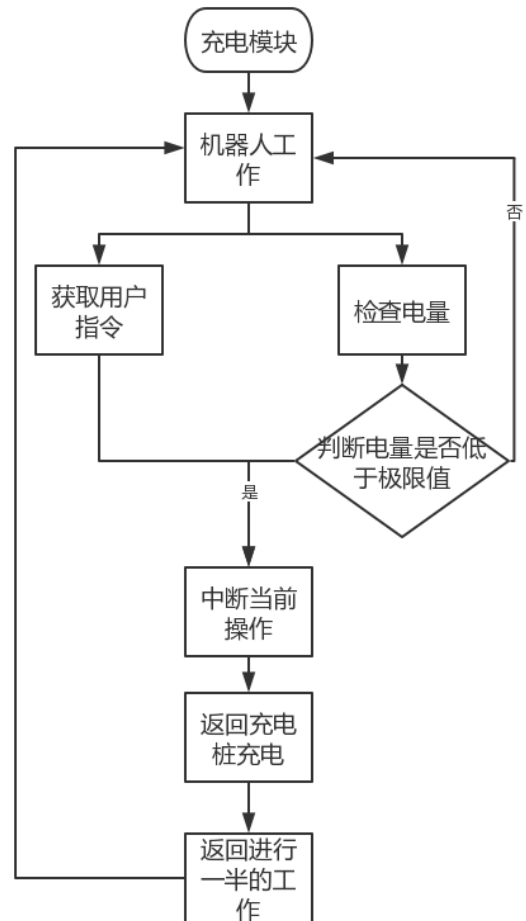 充电模块
机器人工
作
否
获取用户
指令
检查电量
判断电量是否低
于极限值
是
中断当前
操作
返回充电
桩充电
返回进行
一半的工
作